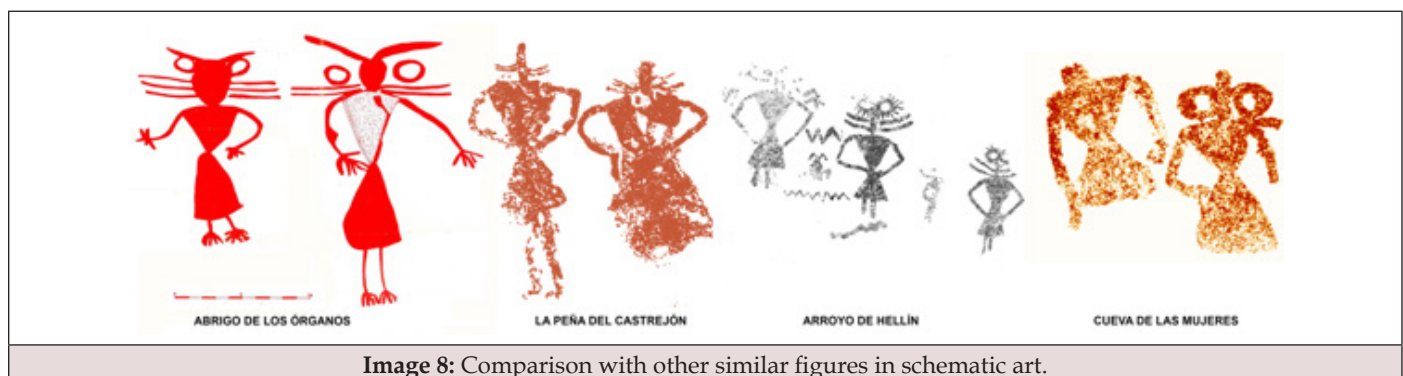 ABRIGO DE LOS ÓRGANOS
LA PEÑA DEL CASTREJÓN
ARROYO DE HELLÍN
CUEVA DE LAS MUJERES
Image 8: Comparison with other similar figures in schematic art.